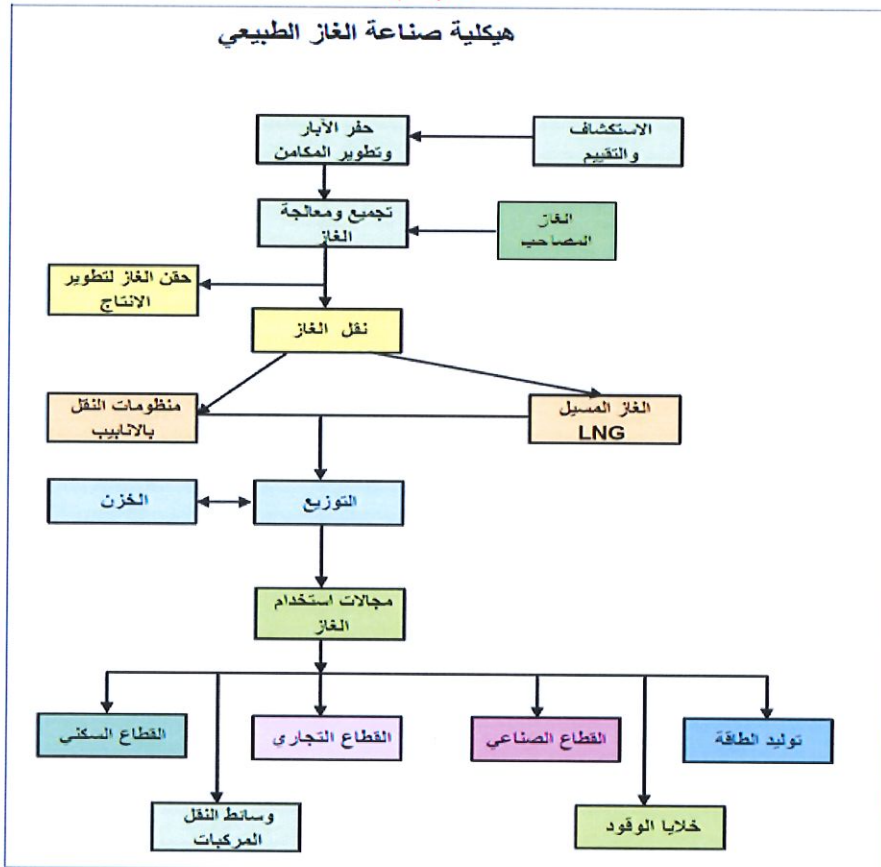 هيكلية صناعة الغاز الطبيعي
الاستكشاف
والتقييم
حفر الآبار
وتطوير المكامن
تجميع ومعالجة
الغاز
الغاز
المصاحب
حقن الغاز لتطوير
الانتاج
نقل الغاز
الغاز المسيل
LNG
منظومات النقل
بالانابيب
التوزيع
الخزن
مجالات استخدام
الغاز
توليد الطاقة
القطاع الصناعي
القطاع التجاري
القطاع السكني
خلايا الوقود
وسائط النقل
المركبات